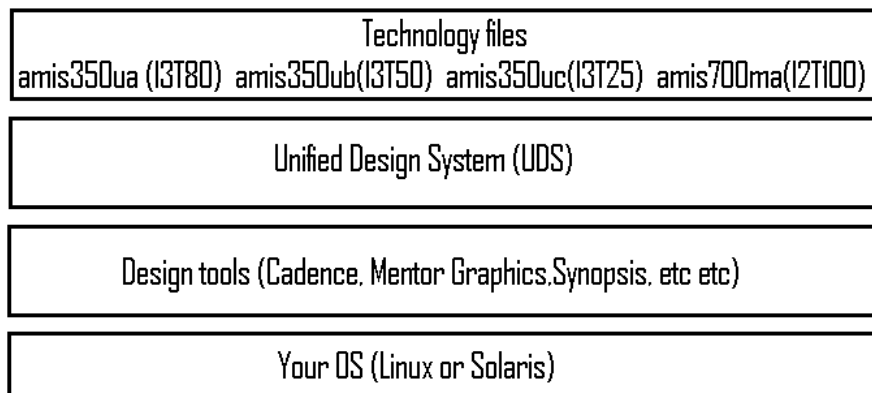 Technology files
amis350ua (I3T80) amis350ub(I3T50) amis350uc(I3T25) amis700ma(I2T100)
Unified Design System (UDS)
Design tools (Cadence, Mentor Graphics,Synopsis, etc etc)
Your OS (Linux or Solaris)